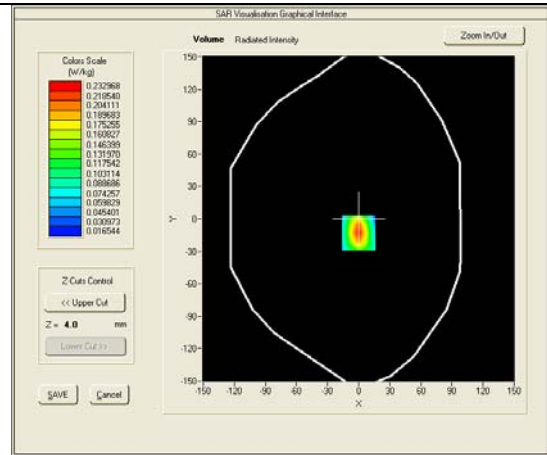 SAR Visualisation Graphical Interface
Volume Radiated Intensity
Zoom In/Out
Colors Scale
(W/kg)
0.232968
0.218540
0.204111
0.189683
0.175255
0.160827
0.146399
0.131970
0.117542
0.103114
0.088686
0.074257
0.059829
0.045401
0.030973
0.016544
Z Cuts Control
<< Upper Cut
Z = 4.0 mm
Lower Cut >>
SAVE Cancel
150
120
90
60
30
0
-30
-60
-90
-120
-150
Y
-150 -120 -90 -60 -30 0 30 60 90 120 150
X